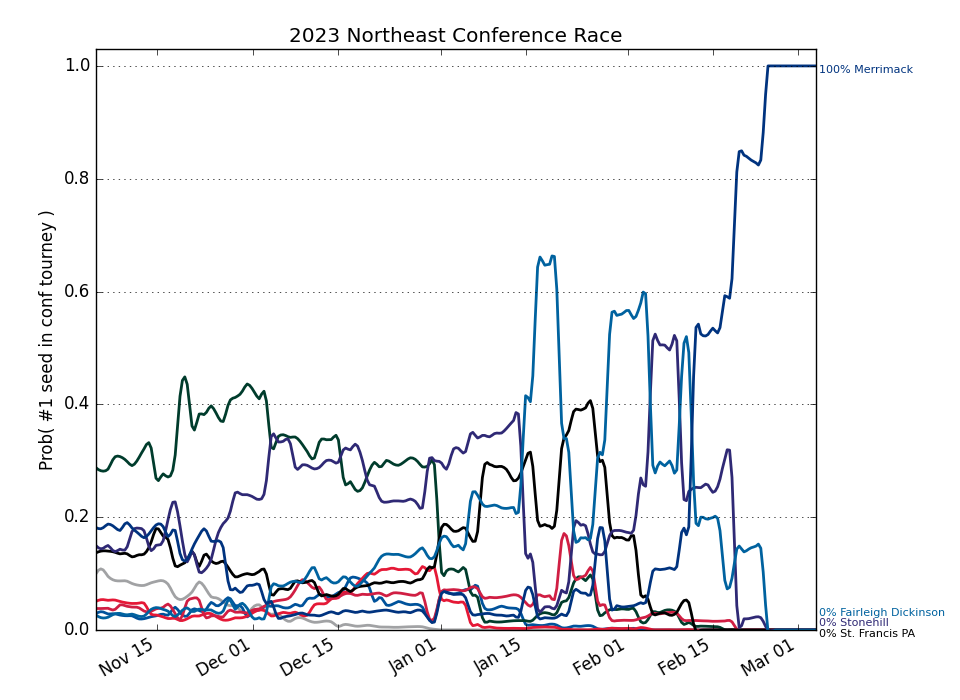 2023 Northeast Conference Race
Prob( #1 seed in conf tourney )
1.0
0.8
0.6
0.4
0.2
0.0
100% Merrimack
0% Fairleigh Dickinson
0% Stonehill
0% St. Francis PA
Nov 15
Dec 01
Dec 15
Jan 01
Jan 15
Feb 01
Feb 15
Mar 01